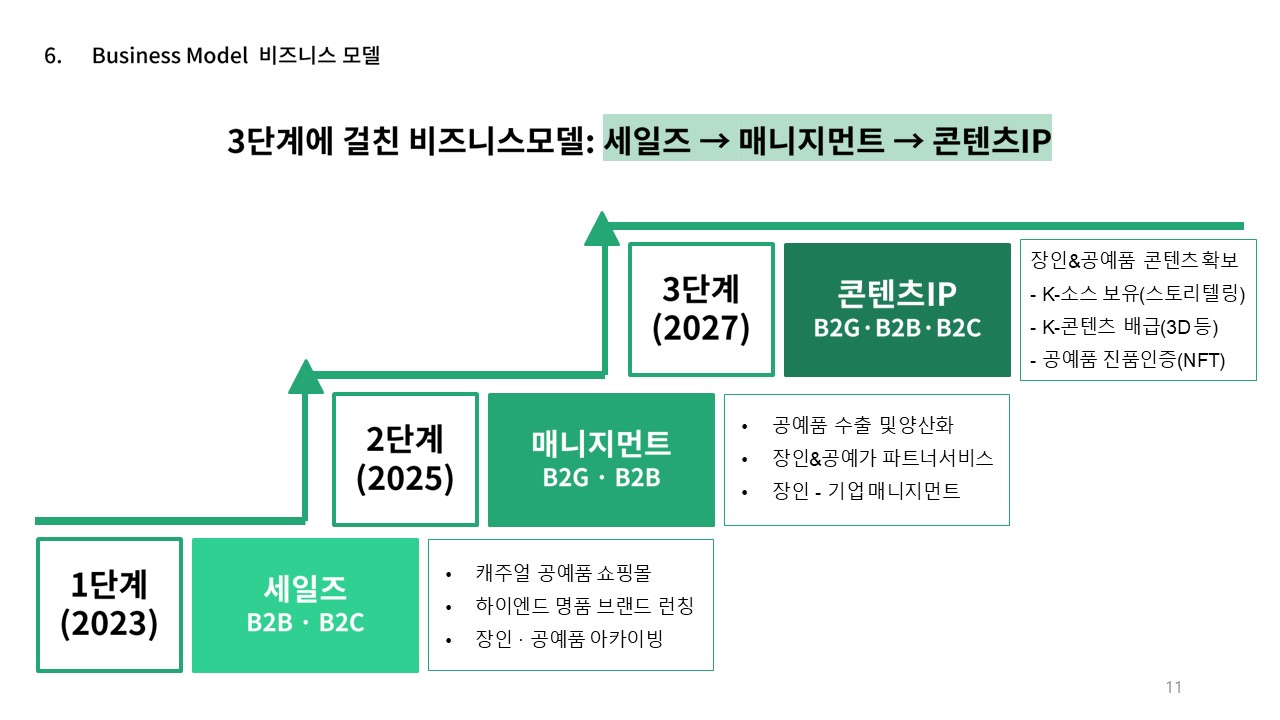 6. Business Model 비즈니스 모델
3단계에 걸친 비즈니스모델: 세일즈 → 매니지먼트 → 콘텐츠IP
3단계
(2027)
콘텐츠IP
B2G·B2B·B2C
장인&공예품 콘텐츠확보
- K-소스 보유(스토리텔링)
- K-콘텐츠 배급(3D등)
- 공예품 진품인증(NFT)
2단계
(2025)
매니지먼트
B2G · B2B
• 공예품 수출 및양산화
• 장인&공예가 파트너서비스
• 장인 - 기업매니지먼트
1단계
(2023)
세일즈
B2B · B2C
• 캐주얼 공예품쇼핑몰
• 하이엔드 명품 브랜드 런칭
• 장인 · 공예품아카이빙
11